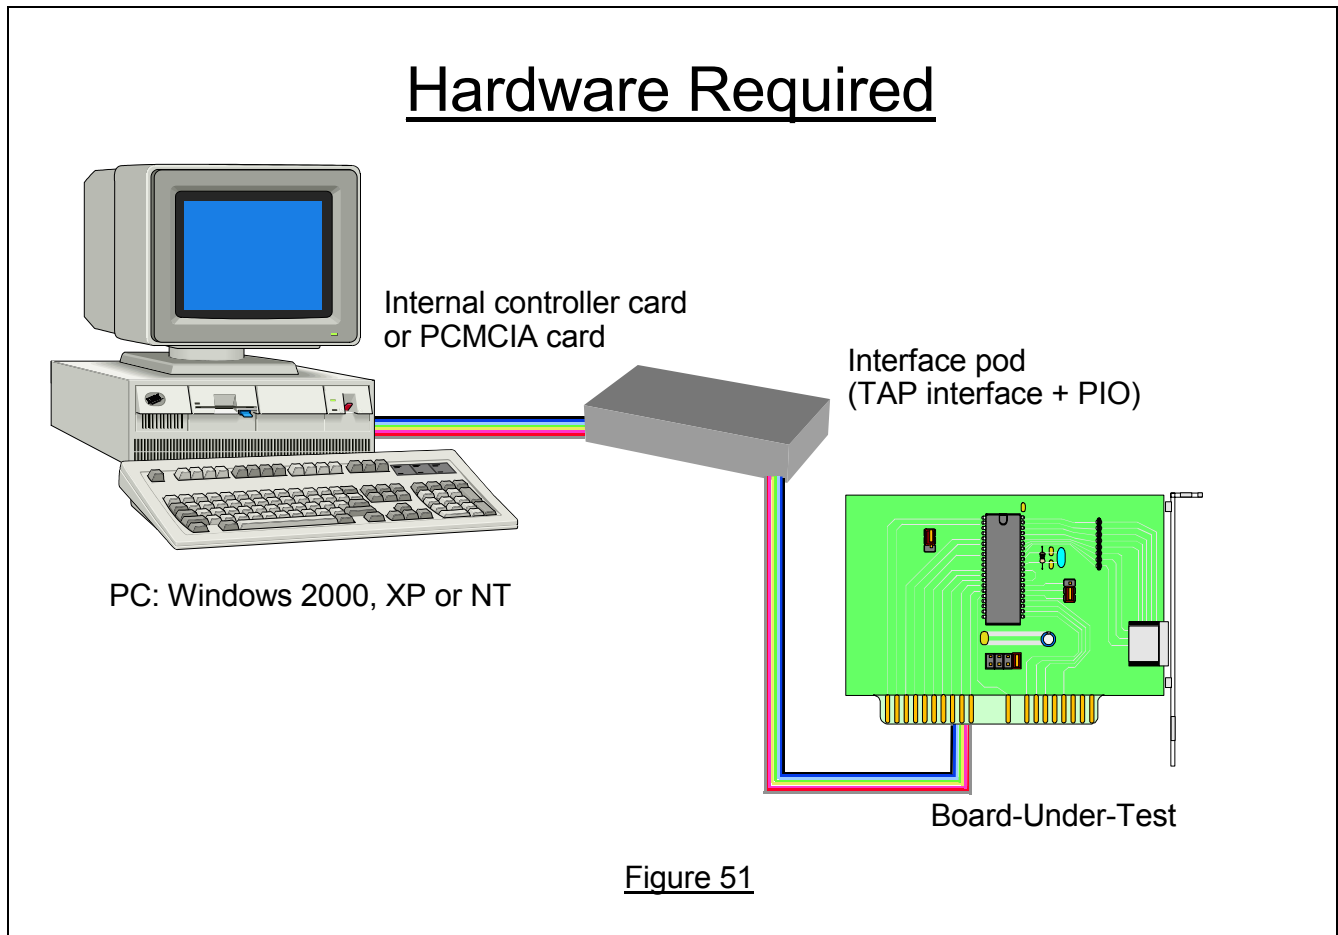 Hardware Required
Internal controller card
or PCMCIA card
Interface pod
(TAP interface + PIO)
PC: Windows 2000, XP or NT
Board-Under-Test
Figure 51